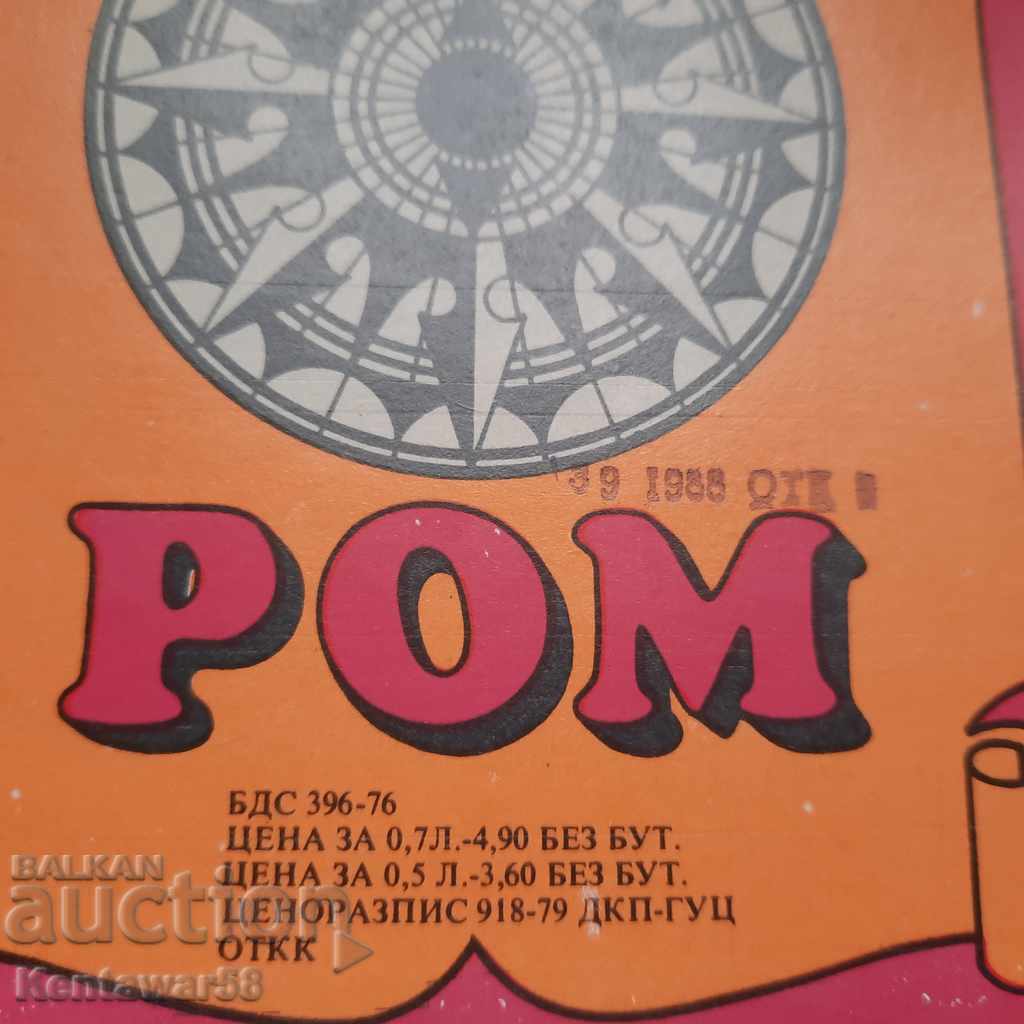 39 1988 ОТК
РОМ
БДС 396-76
ЦЕНА ЗА 0,7Л.-4,90 БЕЗ БУТ.
ЦЕНА ЗА 0,5 Л.-3,60 БЕЗ БУТ.
ЦЕНОРАЗПИС 918-79 ДКП-ГУЦ
ОТКК
BALKAN
auction
Kentawar58